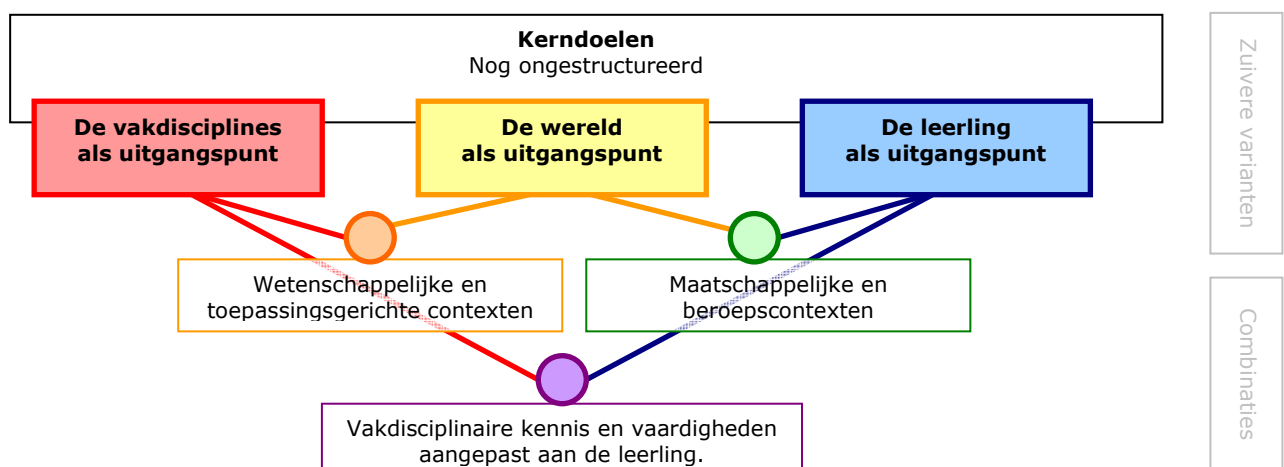 Kerndoelen
Nog ongestructureerd
De vakdisciplines
als uitgangspunt
De wereld
als uitgangspunt
De leerling
als uitgangspunt
Zuivere varianten
Wetenschappelijke en
toepassingsgerichte contexten
Maatschappelijke en
beroepscontexten
Combinaties
Vakdisciplinaire kennis en vaardigheden
aangepast aan de leerling.